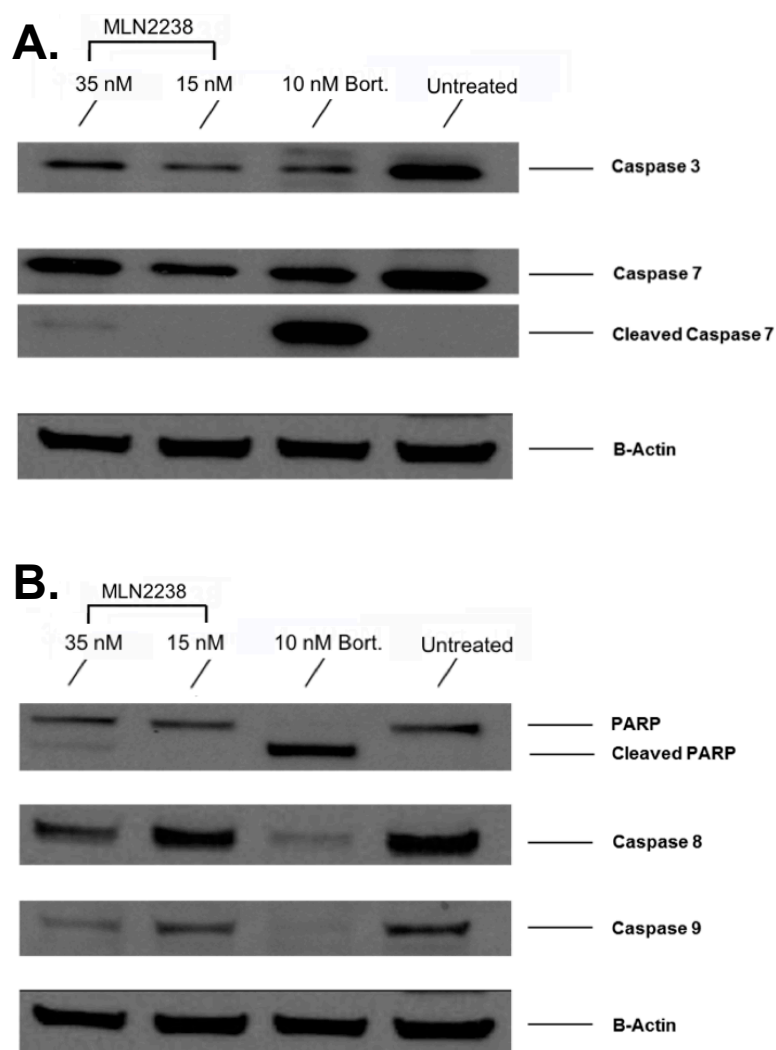 A.
MLN2238
35 nM 15 nM 10 nM Bort. Untreated
Caspase 3
Caspase 7
Cleaved Caspase 7
B-Actin
B.
MLN2238
35 nM 15 nM 10 nM Bort. Untreated
PARP
Cleaved PARP
Caspase 8
Caspase 9
B-Actin